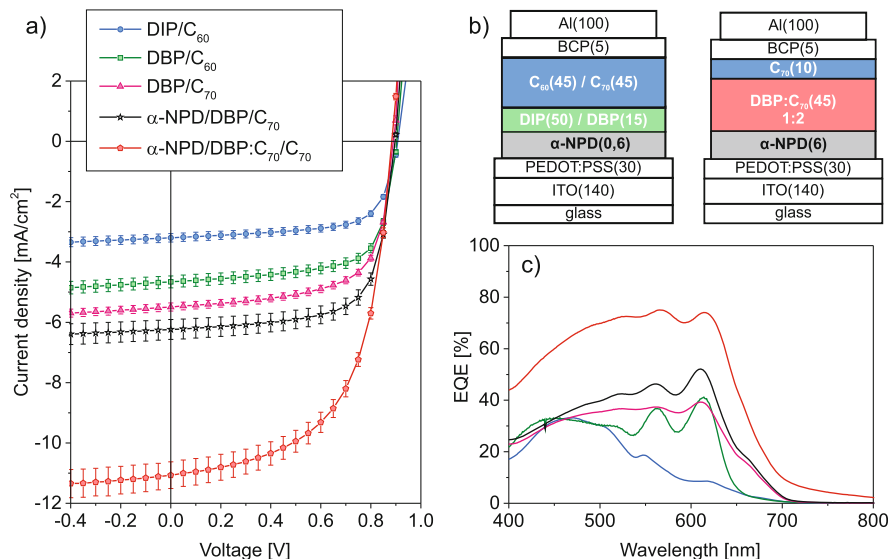 a)
DIP/C₆₀
DBP/C₆₀
DBP/C₇₀
α-NPD/DBP/C₇₀
α-NPD/DBP:C₇₀/C₇₀
2
0
-2
-4
-6
-8
-10
-12
-0.4 -0.2 0.0 0.2 0.4 0.6 0.8 1.0
Current density [mA/cm²]
Voltage [V]
b)
Al(100)
BCP(5)
C₆₀(45) / C₇₀(45)
DIP(50) / DBP(15)
α-NPD(0,6)
PEDOT:PSS(30)
ITO(140)
glass
Al(100)
BCP(5)
C₇₀(10)
DBP:C₇₀(45)
1:2
α-NPD(6)
PEDOT:PSS(30)
ITO(140)
glass
c)
100
80
60
40
20
0
400 500 600 700 800
EQE [%]
Wavelength [nm]